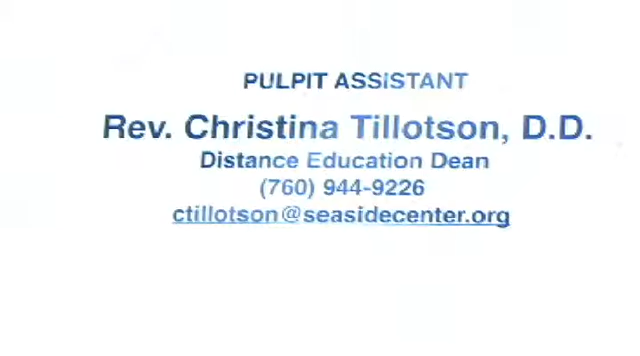 PULPIT ASSISTANT
Rev. Christina Tillotson, D.D.
Distance Education Dean
(760) 944-9226
ctillotson@seasidecenter.org